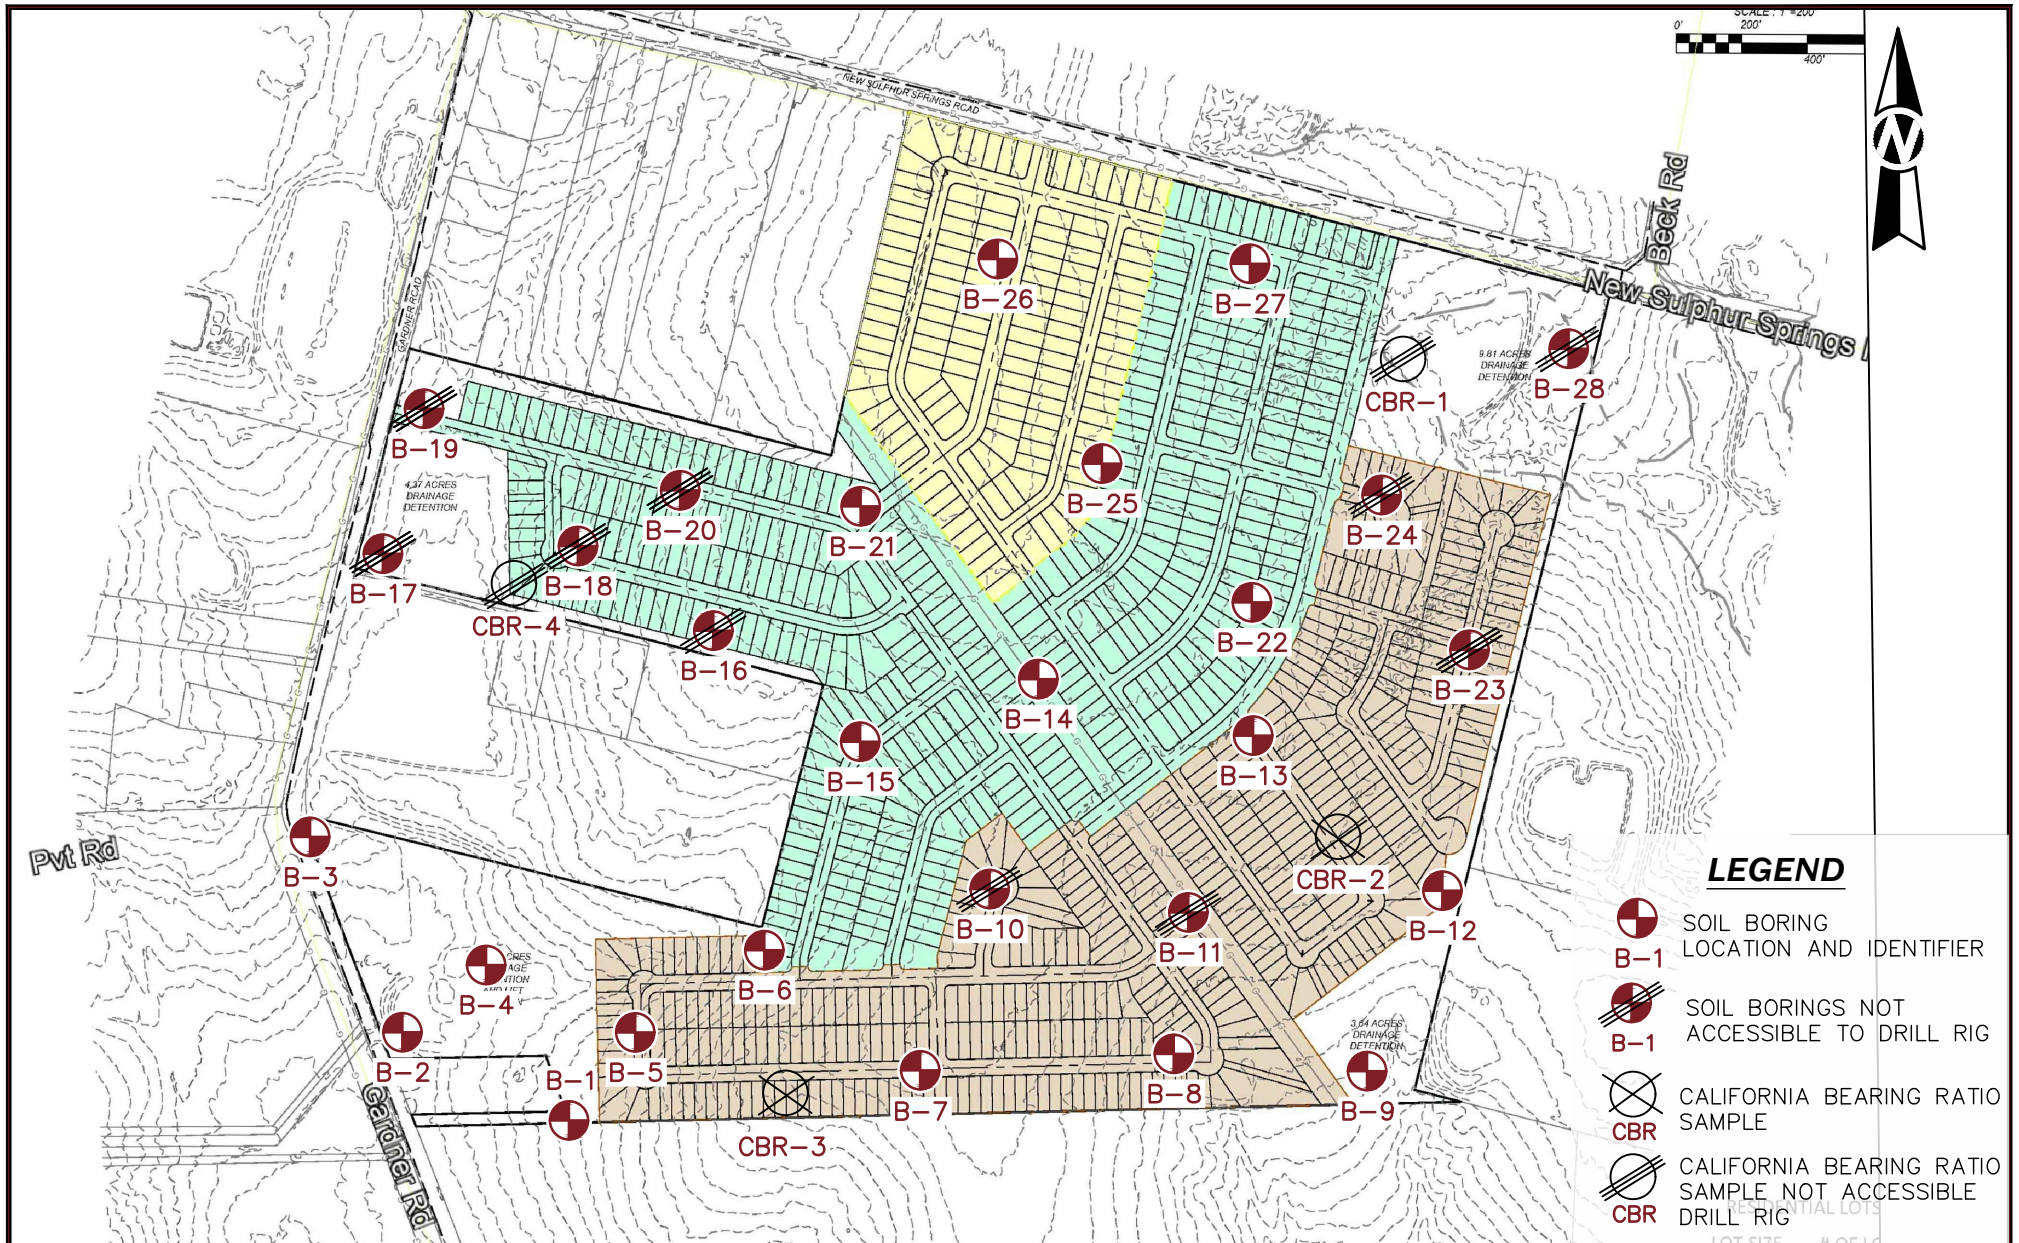 SCALE : 1"=200'
0'
200'
400'
N
NEW SULPHUR SPRINGS ROAD
Beck Rd
New Sulphur Springs
GARDNER ROAD
B-26
B-27
9.81 ACRES
DRAINAGE
DETENTION
B-28
CBR-1
B-19
4.37 ACRES
DRAINAGE
DETENTION
B-20
B-21
B-25
B-24
B-17
B-18
CBR-4
B-16
B-22
B-23
B-14
B-15
B-13
Pvt Rd
B-3
CBR-2
B-10
B-11
B-12
B-4
B-6
B-2
B-1
B-5
B-7
B-8
3.64 ACRES
DRAINAGE
DETENTION
B-9
CBR-3
Gardner Rd
LEGEND
SOIL BORING
LOCATION AND IDENTIFIER
B-1
SOIL BORINGS NOT
ACCESSIBLE TO DRILL RIG
B-1
CALIFORNIA BEARING RATIO
SAMPLE
CBR
CALIFORNIA BEARING RATIO
SAMPLE NOT ACCESSIBLE
DRILL RIG
CBR
RESIDENTIAL LOTS